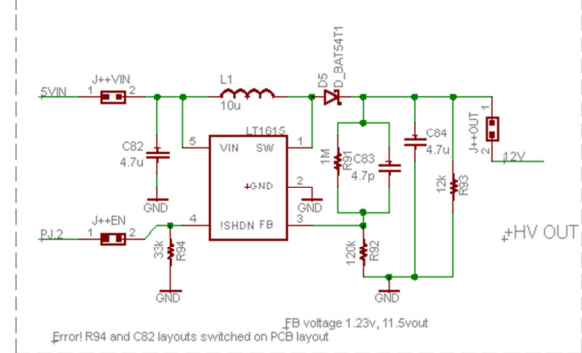 D_BAT54T1
J++VIN
L1
D5
5VIN
1
2
10u
LT1615
C82
4.7u
5
VIN
SW
1
1M
R91
C83
4.7p
C84
4.7u
J++OUT
1
2
12V
GND
2
GND
12k
R93
GND
J++EN
PJ.2
1
2
4
!SHDN
FB
3
33k
R94
120k
R92
+HV OUT
GND
GND
FB voltage 1.23v, 11.5vout
Error! R94 and C82 layouts switched on PCB layout